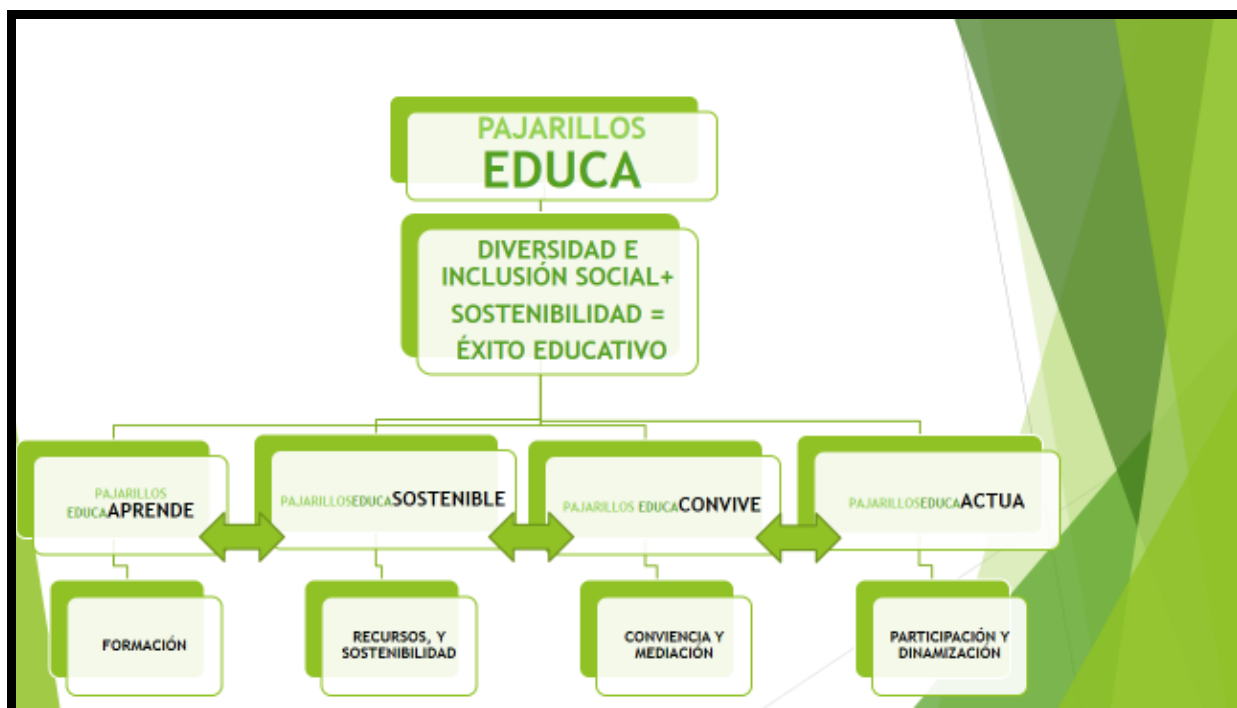 PAJARILLOS
EDUCA
DIVERSIDAD E
INCLUSIÓN SOCIAL+
SOSTENIBILIDAD =
ÉXITO EDUCATIVO
PAJARILLOS
EDUCAAPRENDE
PAJARILLOSEDUCASOSTENIBLE
PAJARILLOS EDUCACONVIVE
PAJARILLOSEDUCAACTUA
FORMACIÓN
RECURSOS, Y
SOSTENIBILIDAD
CONVIENCIA Y
MEDIACIÓN
PARTICIPACIÓN Y
DINAMIZACIÓN